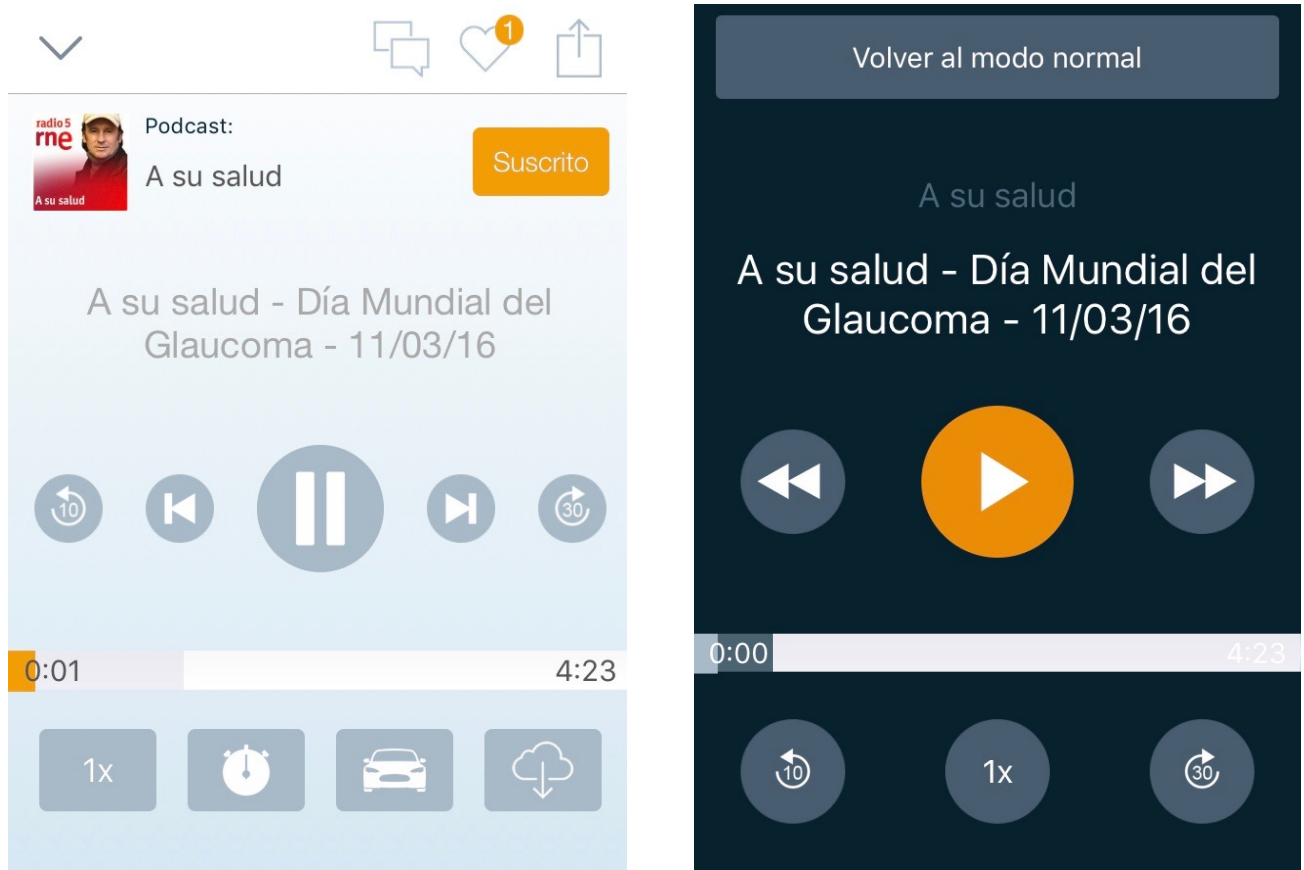 1
radio 5
rne
A su salud
Podcast:
A su salud
Suscrito
A su salud - Día Mundial del
Glaucoma - 11/03/16
10
30
0:01
4:23
1x
Volver al modo normal
A su salud
A su salud - Día Mundial del
Glaucoma - 11/03/16
0:00
4:23
10
1x
30